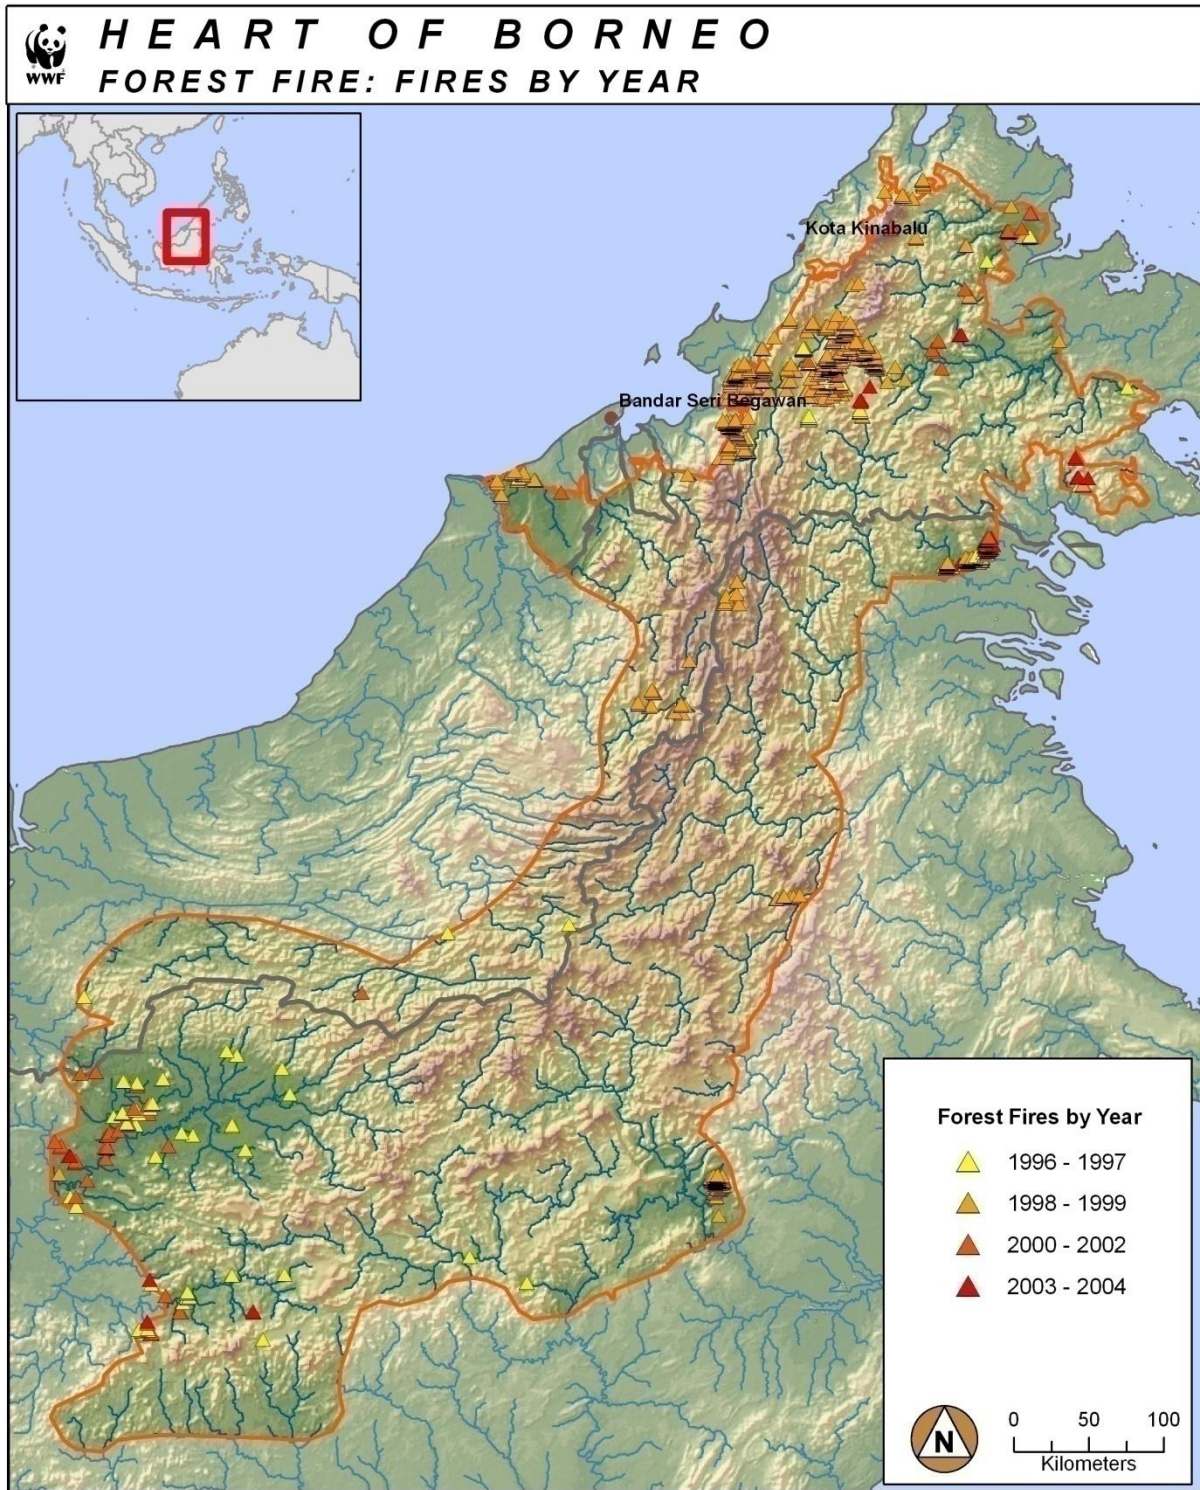 HEART OF BORNEO
WWF
FOREST FIRE: FIRES BY YEAR
Kota Kinabalu
Bandar Seri Begawan
Forest Fires by Year
1996 - 1997
1998 - 1999
2000 - 2002
2003 - 2004
N
0 50 100
Kilometers